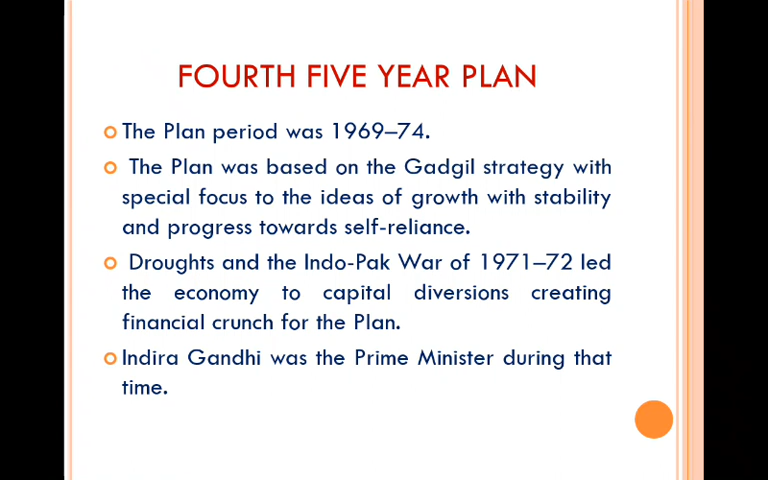 FOURTH FIVE YEAR PLAN
The Plan period was 1969–74.
The Plan was based on the Gadgil strategy with
special focus to the ideas of growth with stability
and progress towards self-reliance.
Droughts and the Indo-Pak War of 1971–72 led
the economy to capital diversions creating
financial crunch for the Plan.
Indira Gandhi was the Prime Minister during that
time.